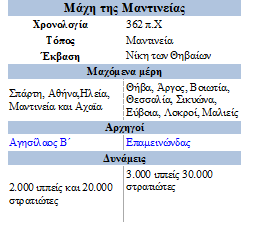 Μάχη της Μαντινείας
Χρονολογία 362 π.Χ
Τόπος Μαντινεία
Έκβαση Νίκη των Θηβαίων
Μαχόμενα μέρη
Σπάρτη, Αθήνα,Ηλεία,
Μαντινεία και Αχαΐα
Θήβα, Άργος, Βοιωτία,
Θεσσαλία, Σικυώνα,
Εύβοια, Λοκροί, Μαλιείς
Αρχηγοί
Αγησίλαος Β΄ Επαμεινώνδας
Δυνάμεις
2.000 ιππείς και 20.000
στρατιώτες
3.000 ιππείς 30.000
στρατιώτες